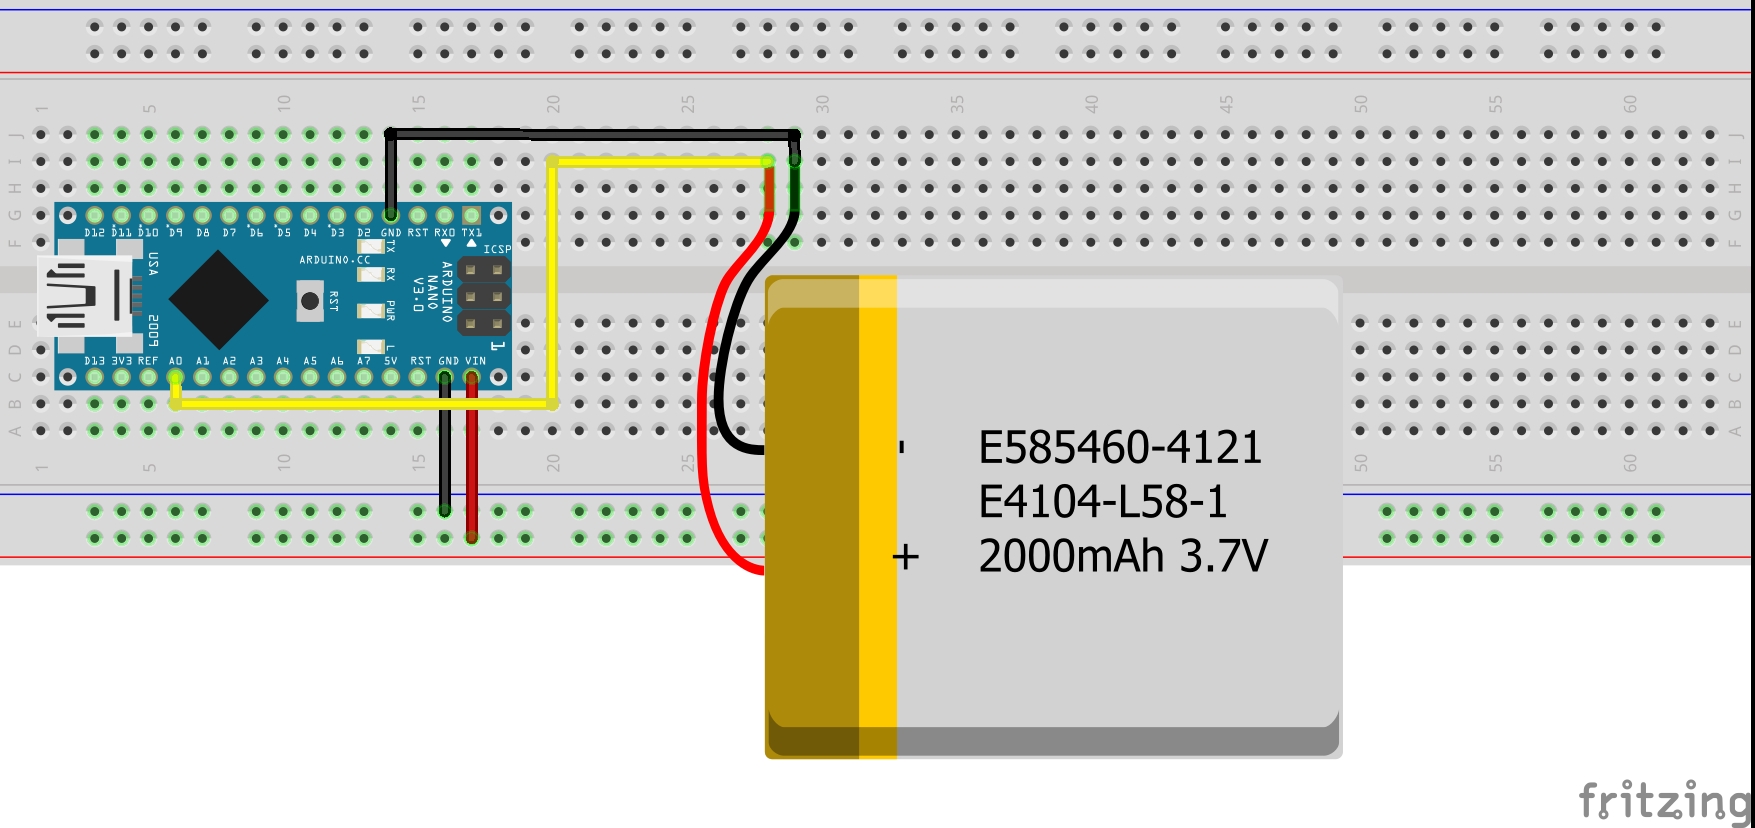 1 5 10 15 20 25 30 35 40 45 50 55 60
J J
I I
H H
G G
F F
D12 D11 D10 D9 D8 D7 D6 D5 D4 D3 D2 GND RST RX0 TX1
ICSP
ARDUINO.CC
TX
RX
PWR
L
USA
2009
RST
ARDUINO
NANO
V3.0
1
D13 3V3 REF A0 A1 A2 A3 A4 A5 A6 A7 5V RST GND VIN
E E
D D
C C
B B
A A
1 5 10 15 20 25 50 55 60
- E585460-4121
E4104-L58-1
+ 2000mAh 3.7V
fritzing